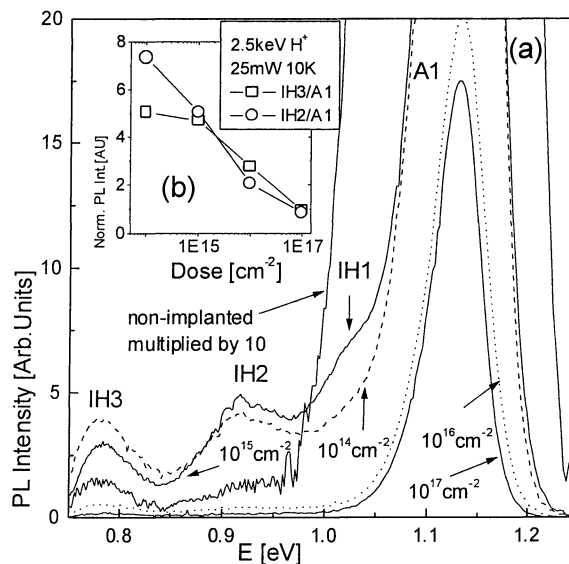 (a)
20
15
10
5
0
PL Intensity [Arb.Units]
0.8
0.9
1.0
1.1
1.2
E [eV]
8
6
4
2
0
Norm. PL Int.[AU]
1E15
1E17
Dose [cm⁻²]
(b)
2.5keV H⁺
25mW 10K
IH3/A1
IH2/A1
A1
IH1
non-implanted
multiplied by 10
IH2
IH3
10¹⁵cm⁻²
10¹⁴cm⁻²
10¹⁶cm⁻²
10¹⁷cm⁻²